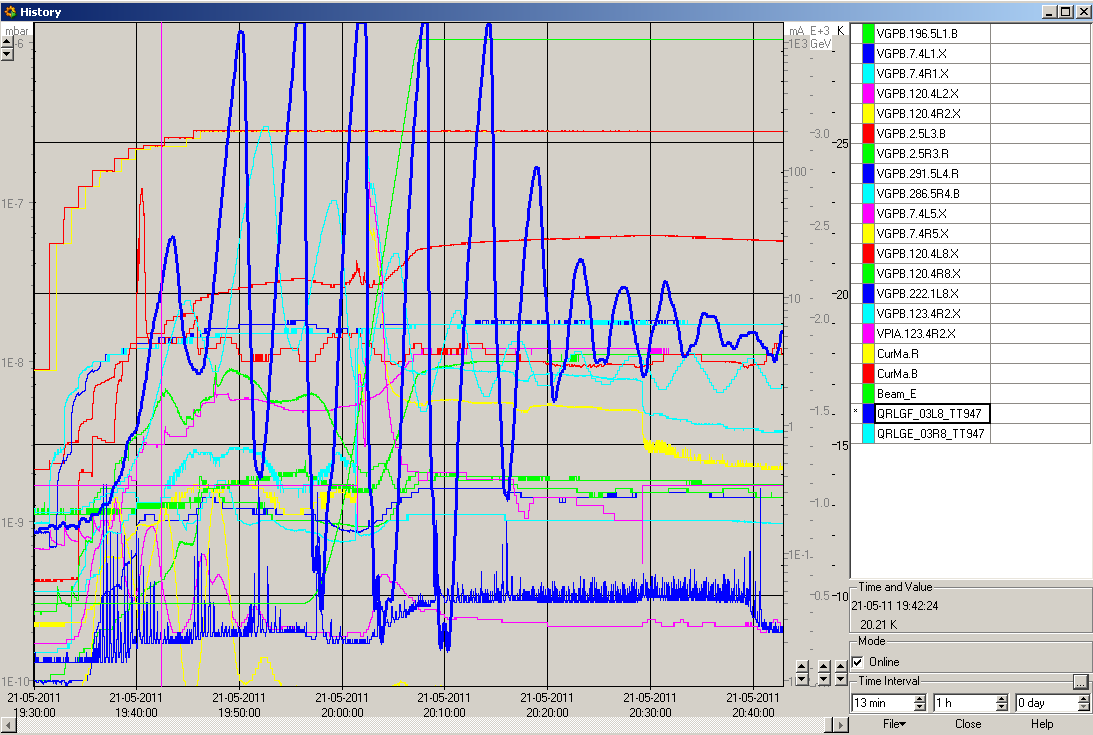 History
mbar
mA E+3 K
GeV
-6
1E3
-3.0
-25
100
1E-7
-2.5
10
-20
-2.0
1E-8
-1.5
1
-15
-1.0
1E-9
1E-1
-0.5
-10
1E-10
21-05-2011 21-05-2011 21-05-2011 21-05-2011 21-05-2011 21-05-2011 21-05-2011 21-05-2011
19:30:00 19:40:00 19:50:00 20:00:00 20:10:00 20:20:00 20:30:00 20:40:00
VGPB.196.5L1.B
VGPB.7.4L1.X
VGPB.7.4R1.X
VGPB.120.4L2.X
VGPB.120.4R2.X
VGPB.2.5L3.B
VGPB.2.5R3.R
VGPB.291.5L4.R
VGPB.286.5R4.B
VGPB.7.4L5.X
VGPB.7.4R5.X
VGPB.120.4L8.X
VGPB.120.4R8.X
VGPB.222.1L8.X
VGPB.123.4R2.X
VPIA.123.4R2.X
CurMa.R
CurMa.B
Beam_E
* QRLGF_03L8_TT947
QRLGE_03R8_TT947
Time and Value
21-05-11 19:42:24
20.21 K
Mode
Online
Time Interval
...
13 min 1 h 0 day
File Close Help